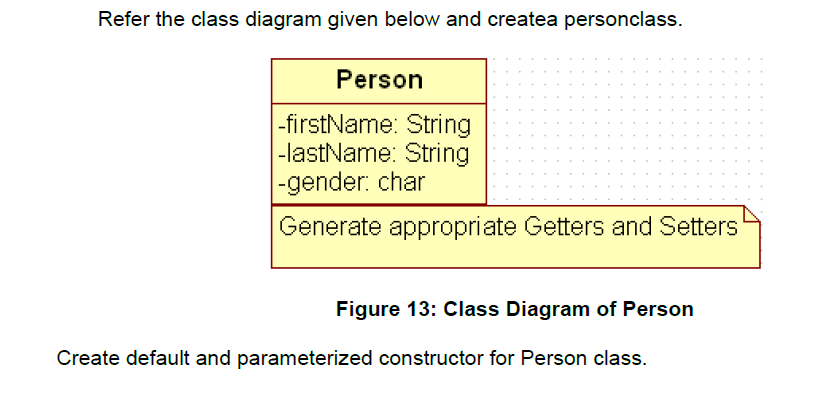 Refer the class diagram given below and createa personclass.
Person
-firstName: String
-lastName: String
-gender: char
Generate appropriate Getters and Setters
Figure 13: Class Diagram of Person
Create default and parameterized constructor for Person class.